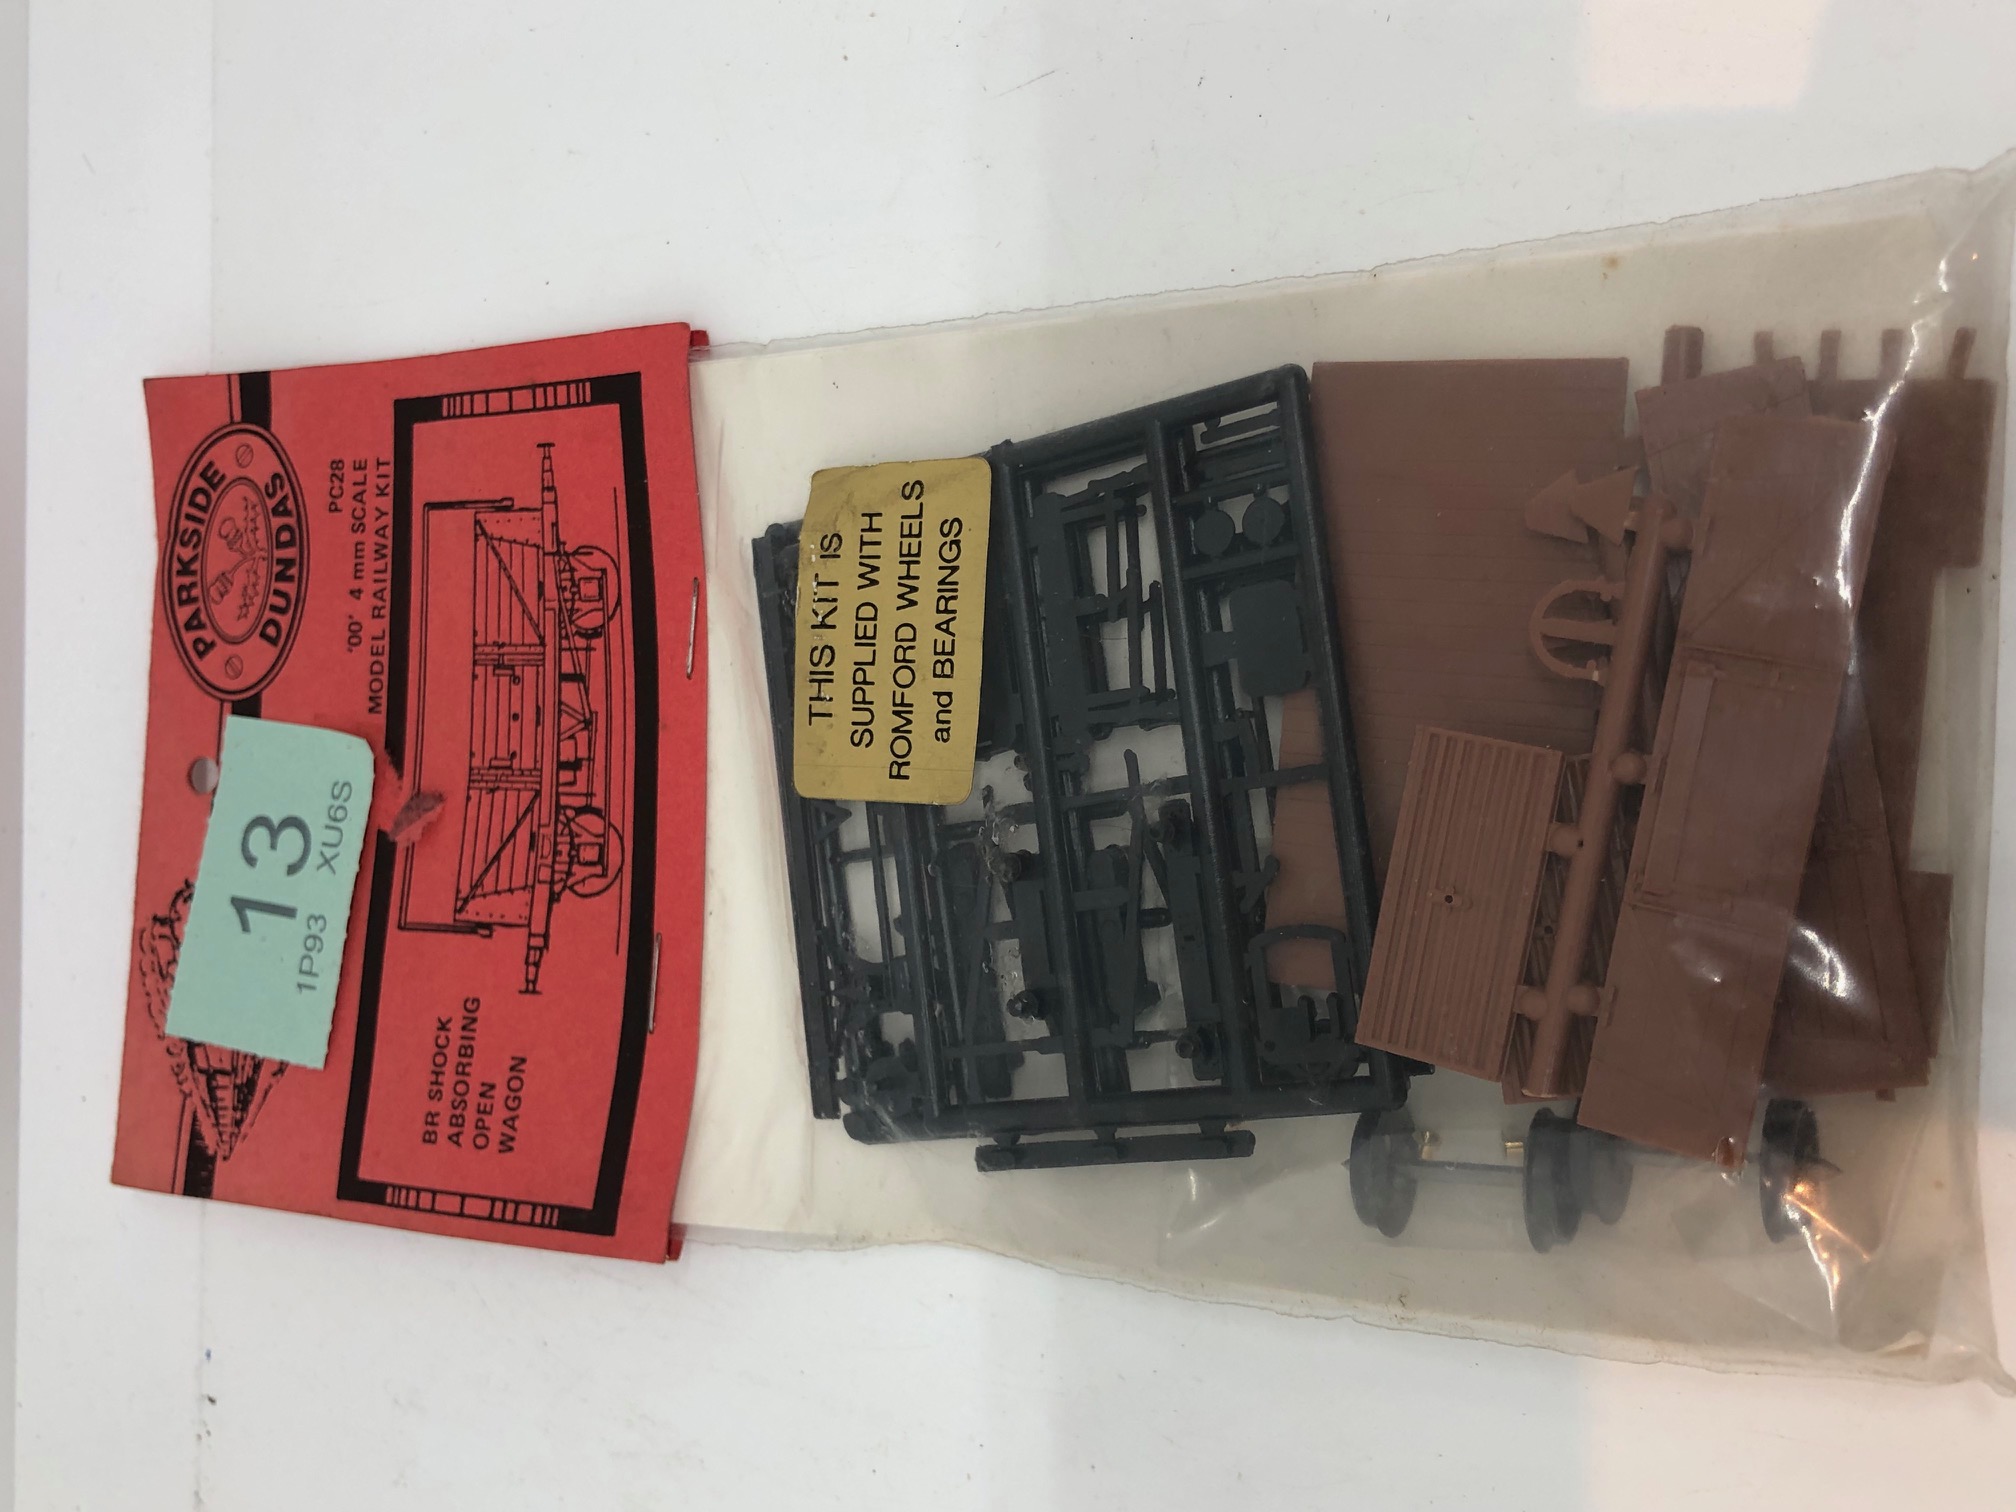 PARKSIDE
DUNDAS
PC28
'00' 4 mm SCALE
MODEL RAILWAY KIT
13
1P93 XU6S
BR SHOCK
ABSORBING
OPEN
WAGON
THIS KIT IS
SUPPLIED WITH
ROMFORD WHEELS
and BEARINGS